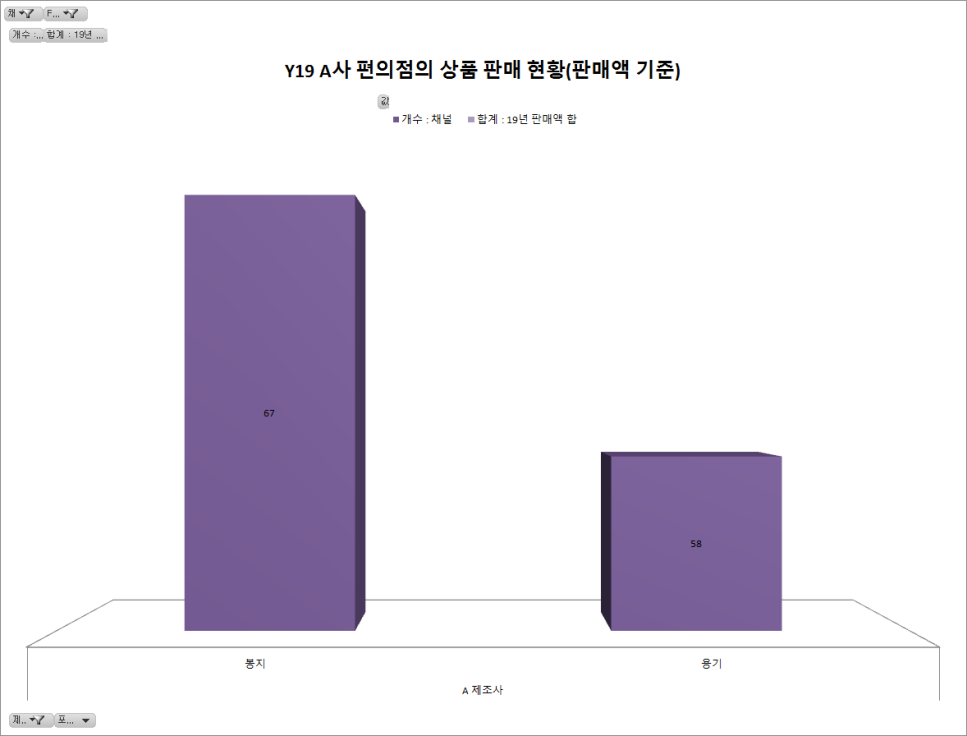 채 F...
개수 :... 합계 : 19년 ...
Y19 A사 편의점의 상품 판매 현황(판매액 기준)
값
개수 : 채널 합계 : 19년 판매액 합
67
58
봉지 용기
A 제조사
제.. 포...